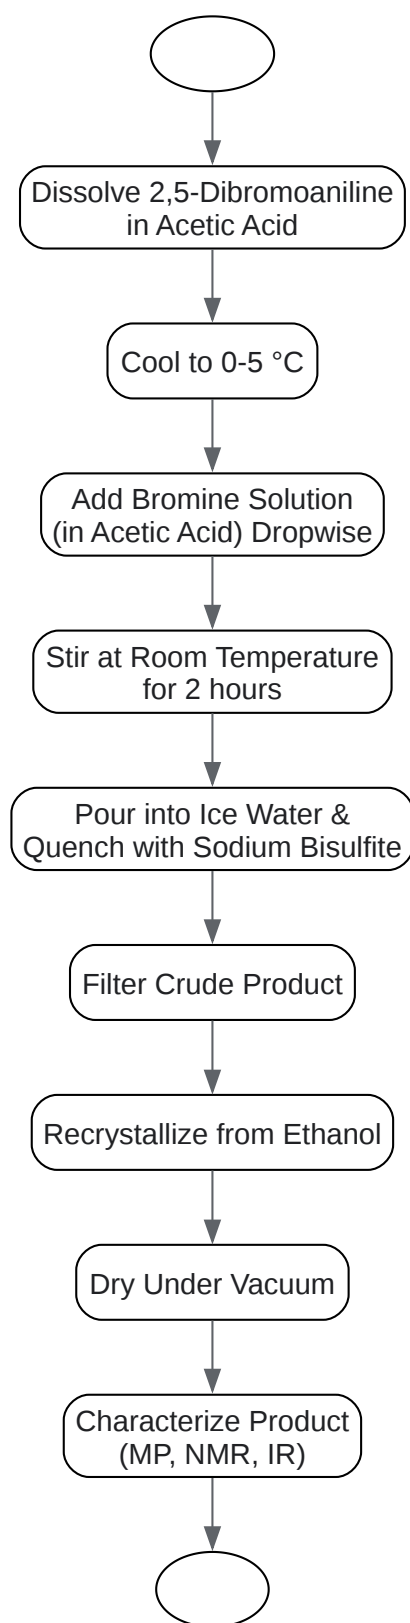 Dissolve 2,5-Dibromoaniline
in Acetic Acid
Cool to 0-5 °C
Add Bromine Solution
(in Acetic Acid) Dropwise
Stir at Room Temperature
for 2 hours
Pour into Ice Water &
Quench with Sodium Bisulfite
Filter Crude Product
Recrystallize from Ethanol
Dry Under Vacuum
Characterize Product
(MP, NMR, IR)